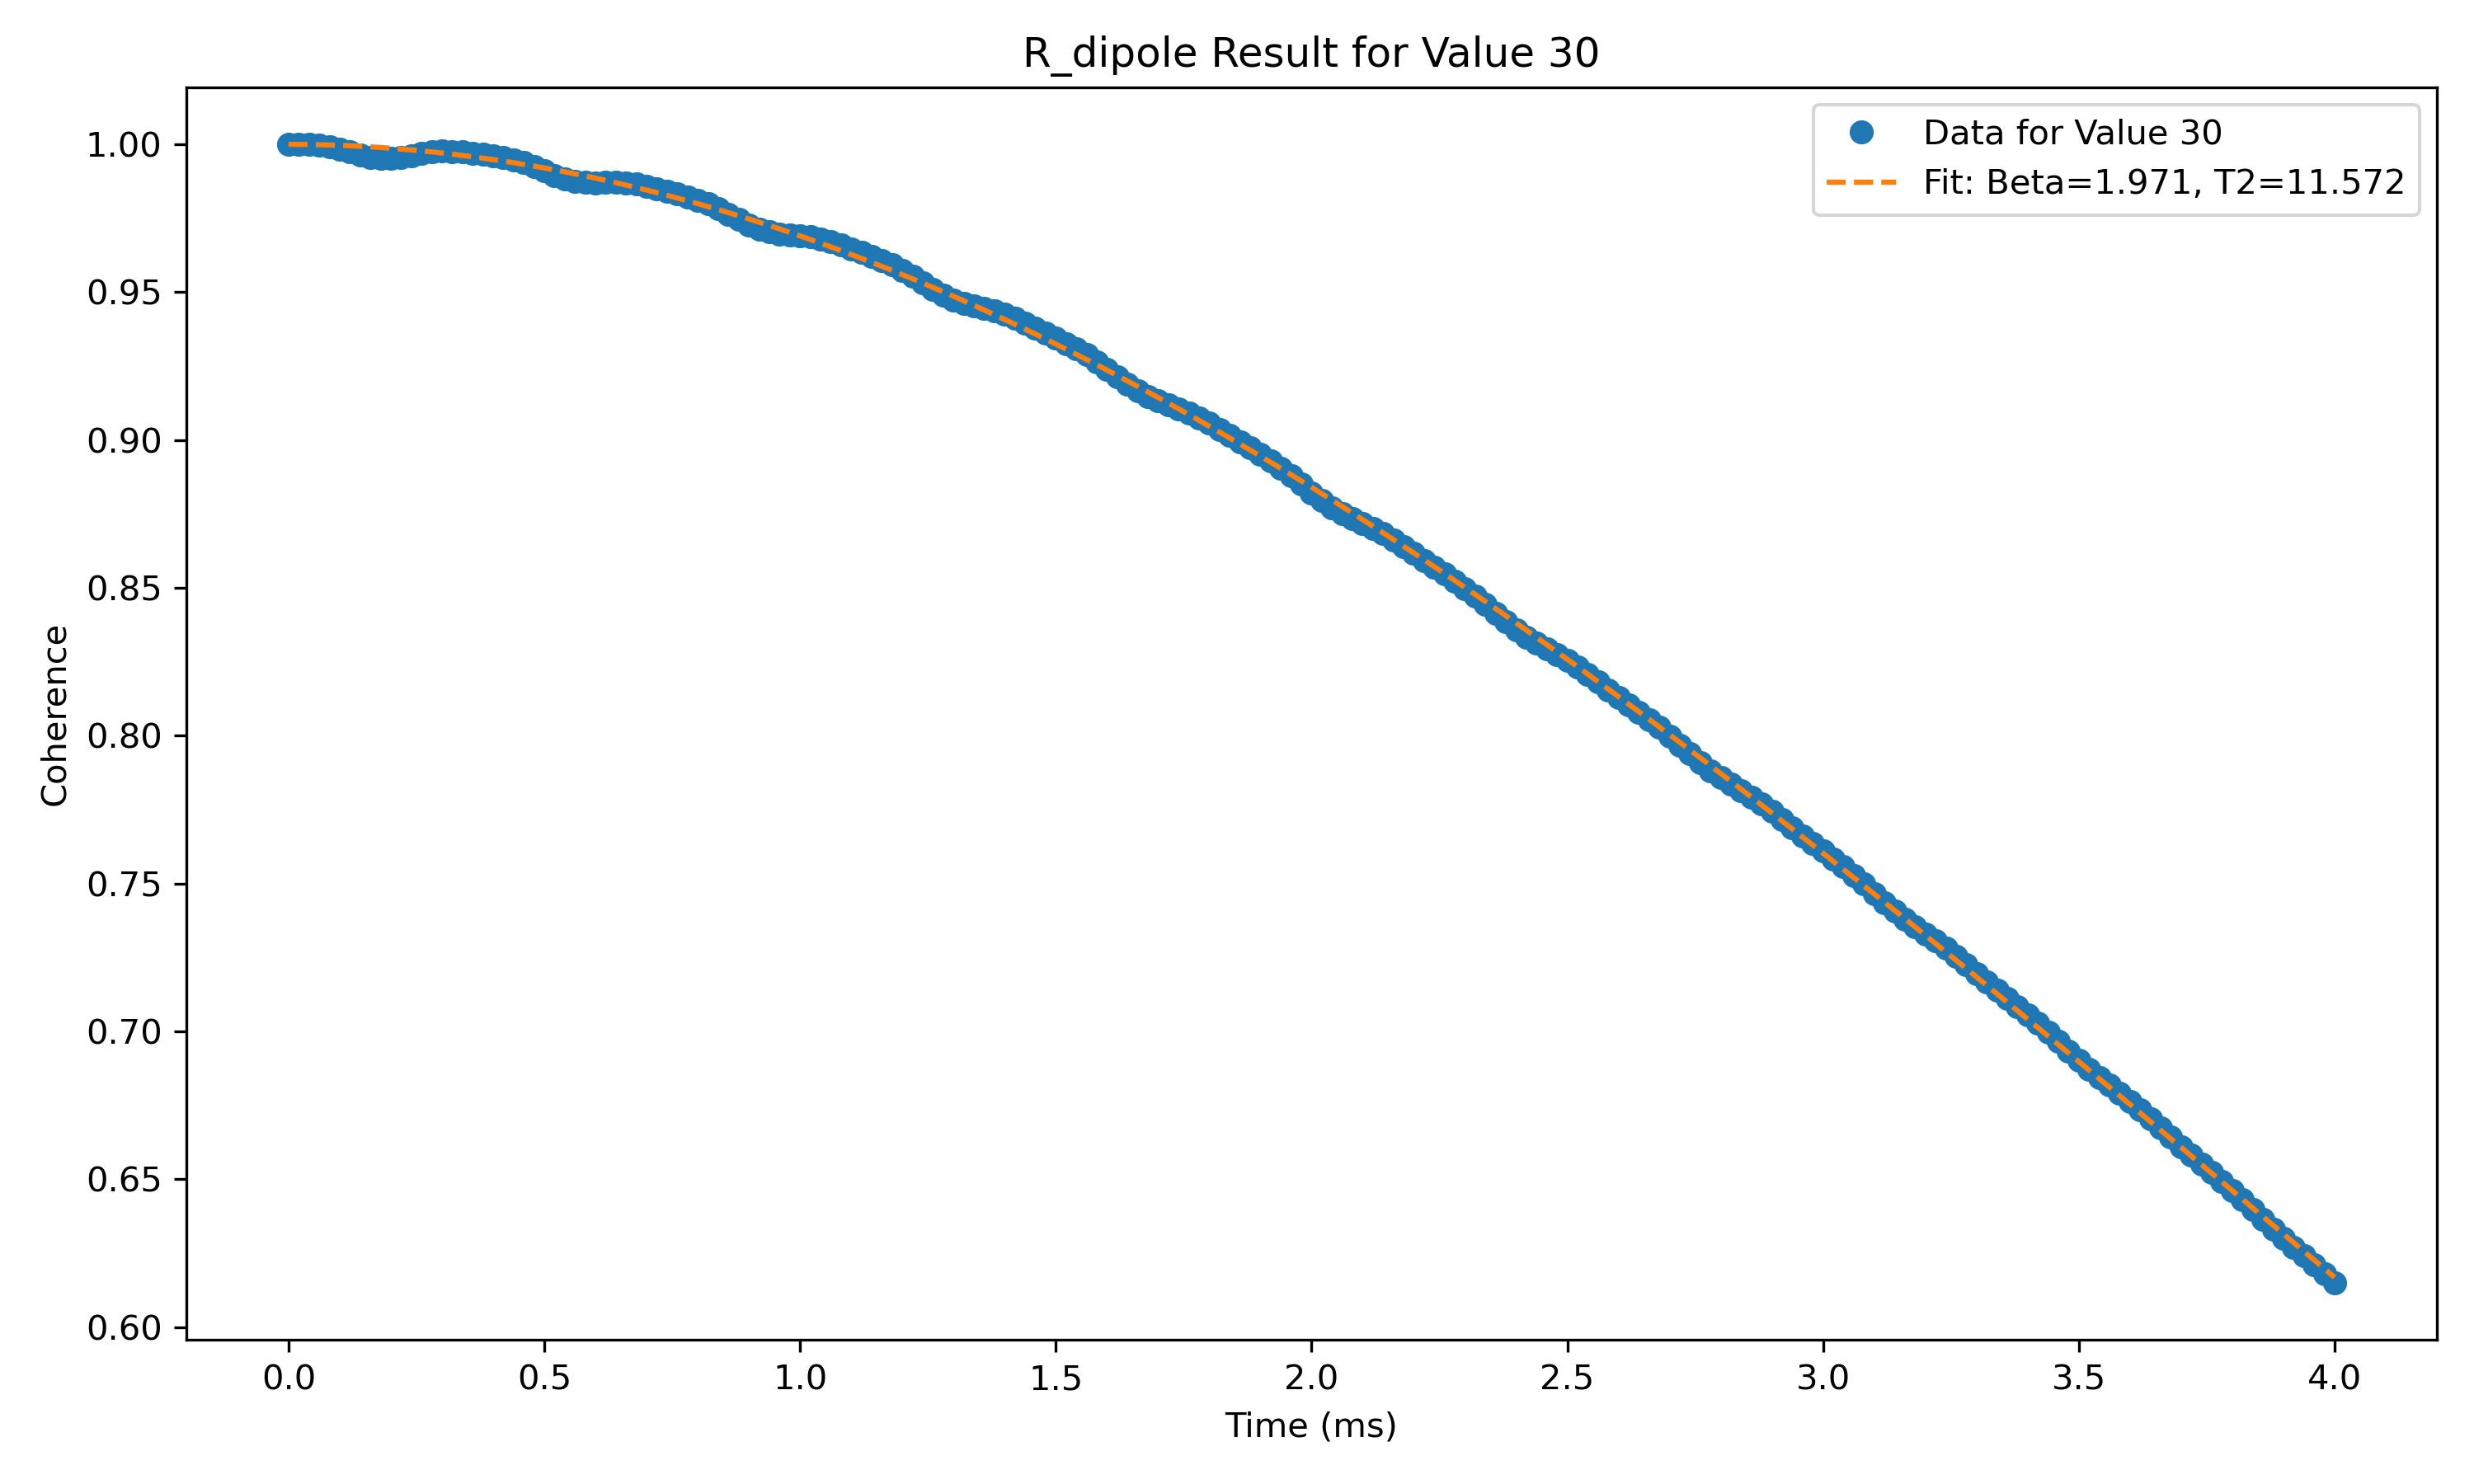 R_dipole Result for Value 30
Data for Value 30
Fit: Beta=1.971, T2=11.572
Coherence
1.00
0.95
0.90
0.85
0.80
0.75
0.70
0.65
0.60
0.0 0.5 1.0 1.5 2.0 2.5 3.0 3.5 4.0
Time (ms)